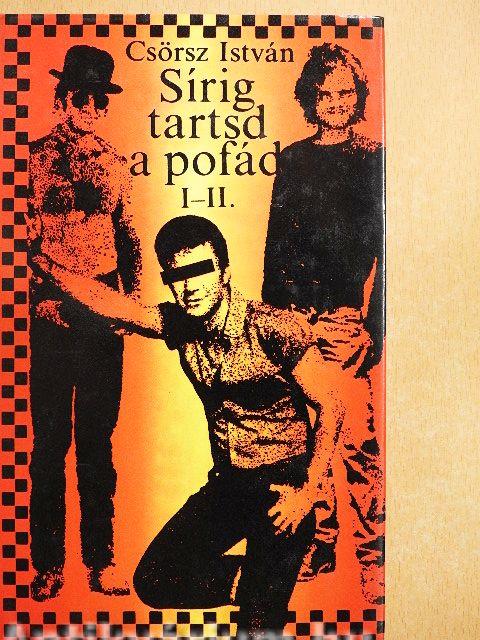 Csörsz István
Sírig
tartsd
a pofád
I–II.